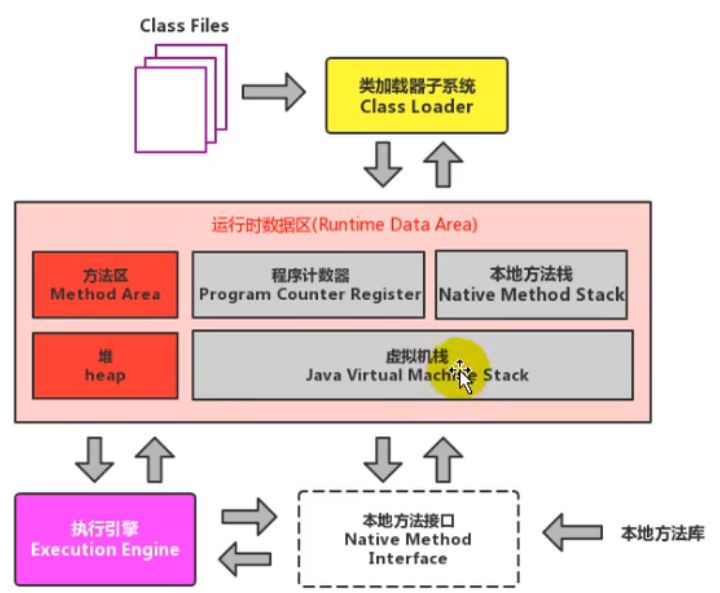 Class Files
类加载器子系统
Class Loader
运行时数据区(Runtime Data Area)
方法区
Method Area
程序计数器
Program Counter Register
本地方法栈
Native Method Stack
堆
heap
虚拟机栈
Java Virtual Machine Stack
执行引擎
Execution Engine
本地方法接口
Native Method
Interface
本地方法库